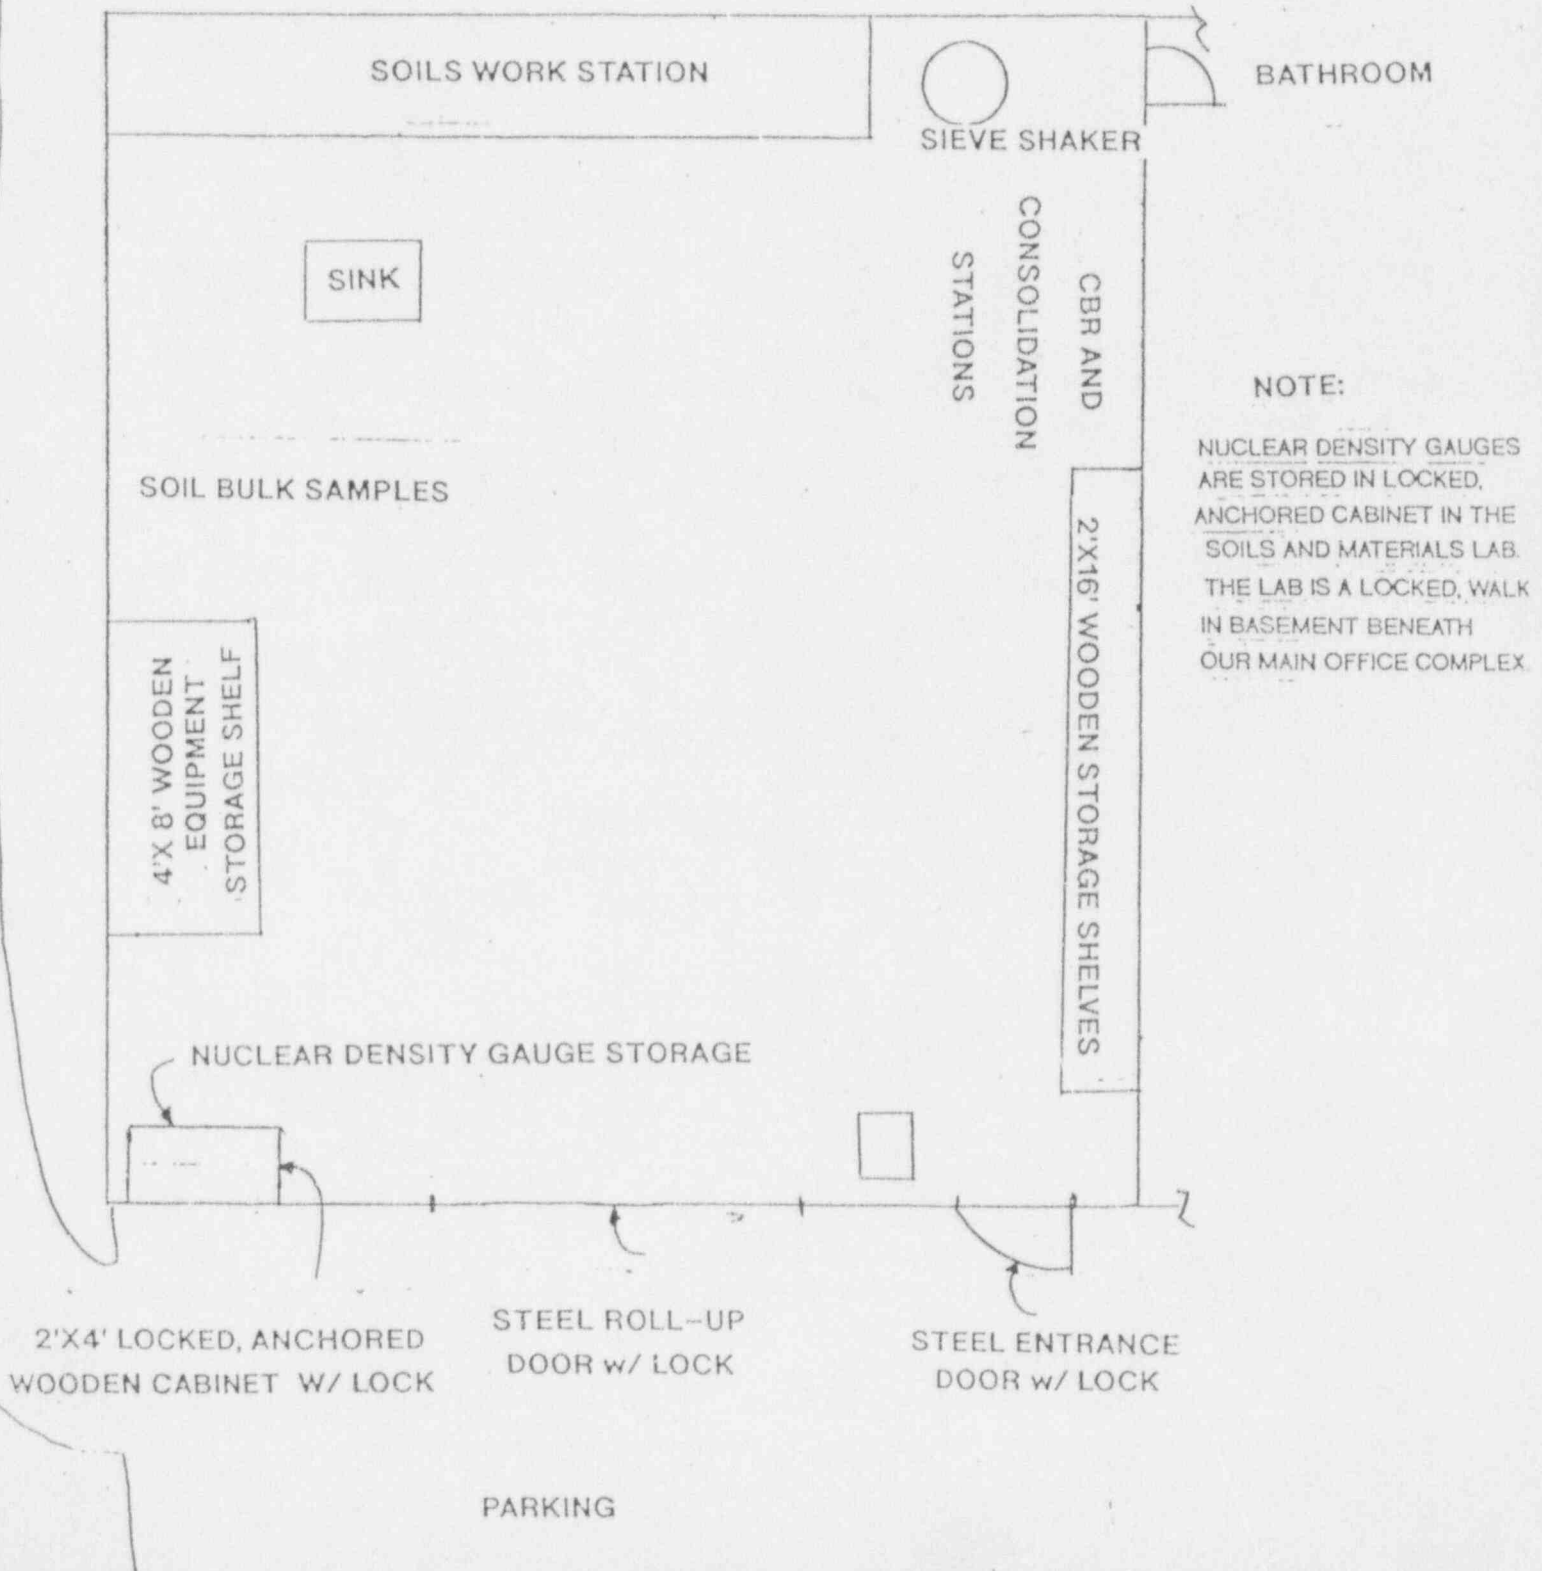 SOILS WORK STATION
BATHROOM
SIEVE SHAKER
CBR AND
CONSOLIDATION
STATIONS
SINK
NOTE:
NUCLEAR DENSITY GAUGES
ARE STORED IN LOCKED,
ANCHORED CABINET IN THE
SOILS AND MATERIALS LAB.
THE LAB IS A LOCKED, WALK
IN BASEMENT BENEATH
OUR MAIN OFFICE COMPLEX.
SOIL BULK SAMPLES
2'X16' WOODEN STORAGE SHELVES
4'X 8' WOODEN
EQUIPMENT
STORAGE SHELF
NUCLEAR DENSITY GAUGE STORAGE
2'X4' LOCKED, ANCHORED
WOODEN CABINET W/ LOCK
STEEL ROLL-UP
DOOR w/ LOCK
STEEL ENTRANCE
DOOR w/ LOCK
PARKING